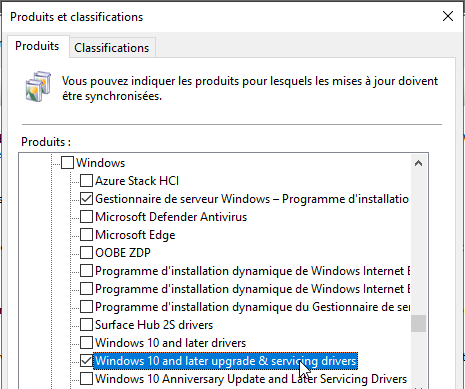 Produits et classifications
Produits
Classifications
Vous pouvez indiquer les produits pour lesquels les mises à jour doivent
être synchronisées.
Produits :
Windows
Azure Stack HCI
Gestionnaire de serveur Windows – Programme d'installatio
Microsoft Defender Antivirus
Microsoft Edge
OOBE ZDP
Programme d'installation dynamique de Windows Internet E
Programme d'installation dynamique de Windows Internet E
Programme d'installation dynamique du Gestionnaire de ser
Surface Hub 2S drivers
Windows 10 and later drivers
Windows 10 and later upgrade & servicing drivers
Windows 10 Anniversary Update and Later Servicing Drivers